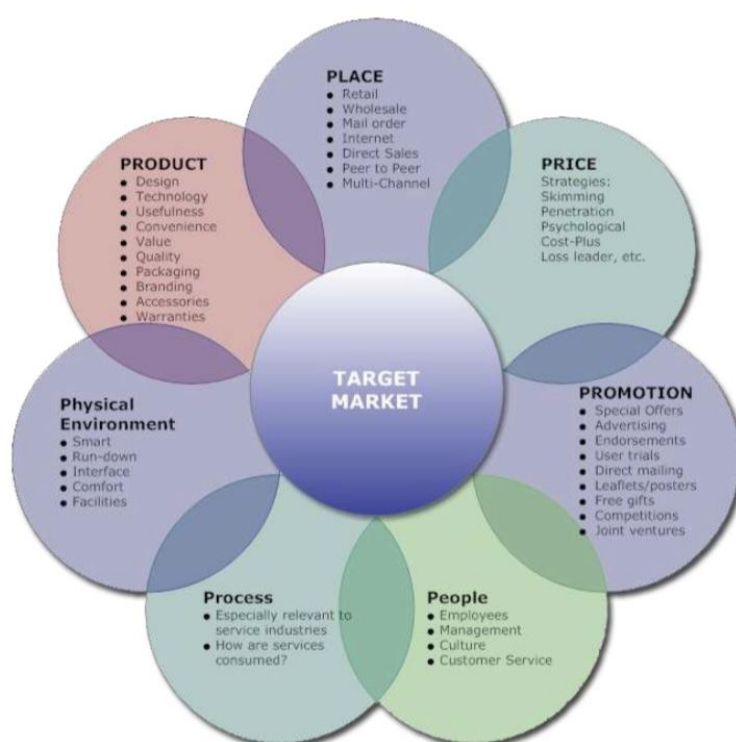 PLACE
● Retail
● Wholesale
● Mail order
● Internet
● Direct Sales
● Peer to Peer
● Multi-Channel
PRICE
Strategies:
Skimming
Penetration
Psychological
Cost-Plus
Loss leader, etc.
PRODUCT
● Design
● Technology
● Usefulness
● Convenience
● Value
● Quality
● Packaging
● Branding
● Accessories
● Warranties
TARGET
MARKET
PROMOTION
● Special Offers
● Advertising
● Endorsements
● User trials
● Direct mailing
● Leaflets/posters
● Free gifts
● Competitions
● Joint ventures
Physical
Environment
● Smart
● Run-down
● Interface
● Comfort
● Facilities
Process
● Especially relevant to
service industries
● How are services
consumed?
People
● Employees
● Management
● Culture
● Customer Service